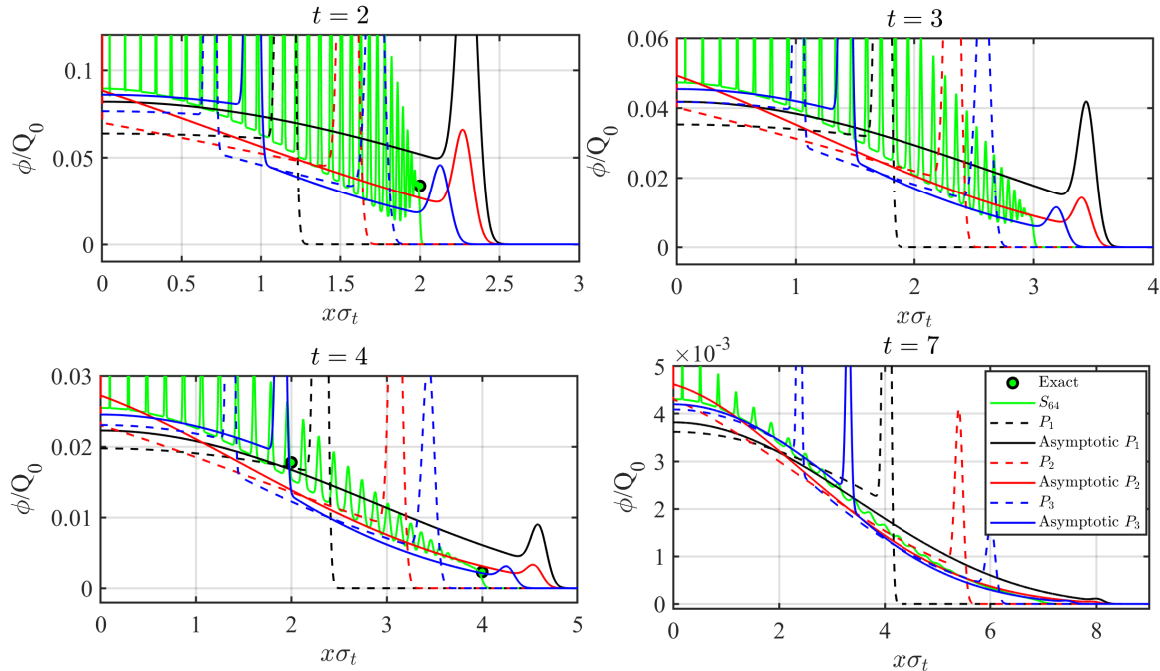 t = 2
ϕ/Q₀
0.1
0.05
0
0 0.5 1 1.5 2 2.5 3
xσₜ
t = 3
ϕ/Q₀
0.06
0.04
0.02
0
0 1 2 3 4
xσₜ
t = 4
ϕ/Q₀
0.03
0.02
0.01
0
0 1 2 3 4 5
xσₜ
t = 7
×10⁻³
ϕ/Q₀
5
4
3
2
1
0
0 2 4 6 8
xσₜ
Exact
S₆₄
P₁
Asymptotic P₁
P₂
Asymptotic P₂
P₃
Asymptotic P₃